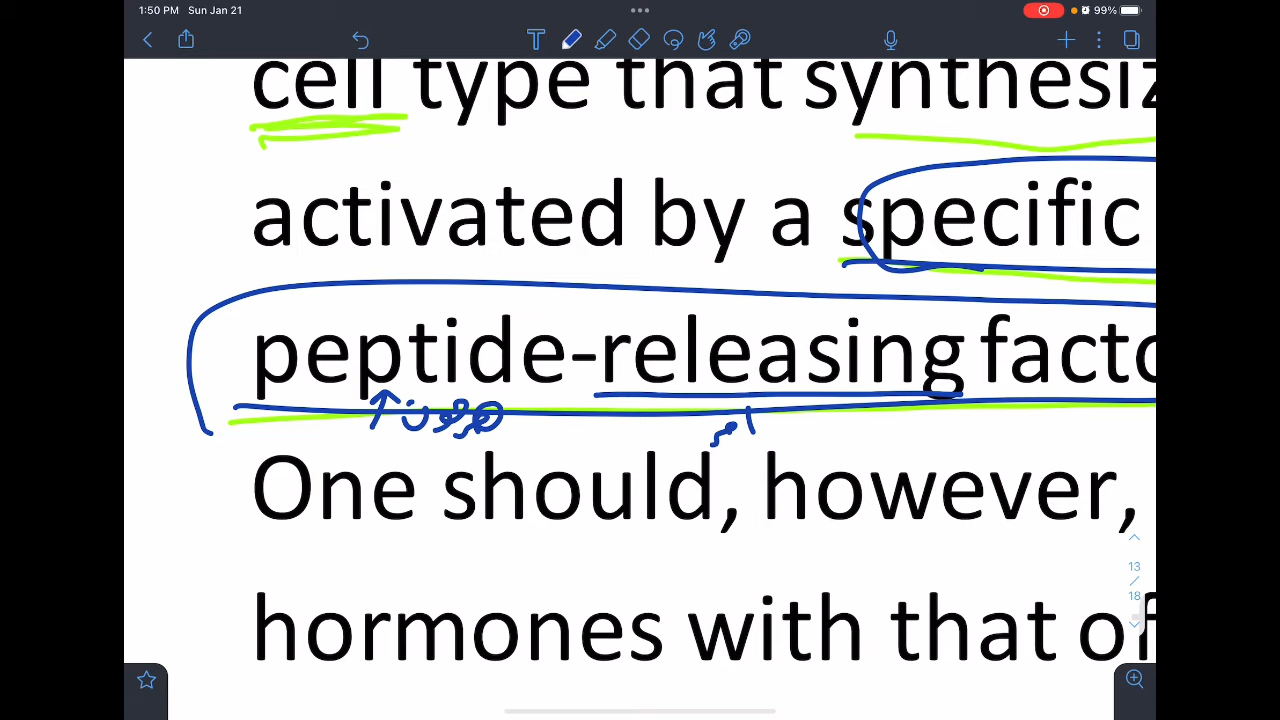 1:50 PM Sun Jan 21
99%
cell type that synthesiz
activated by a specific
peptide-releasing facto
One should, however,
13
/
18
hormones with that of